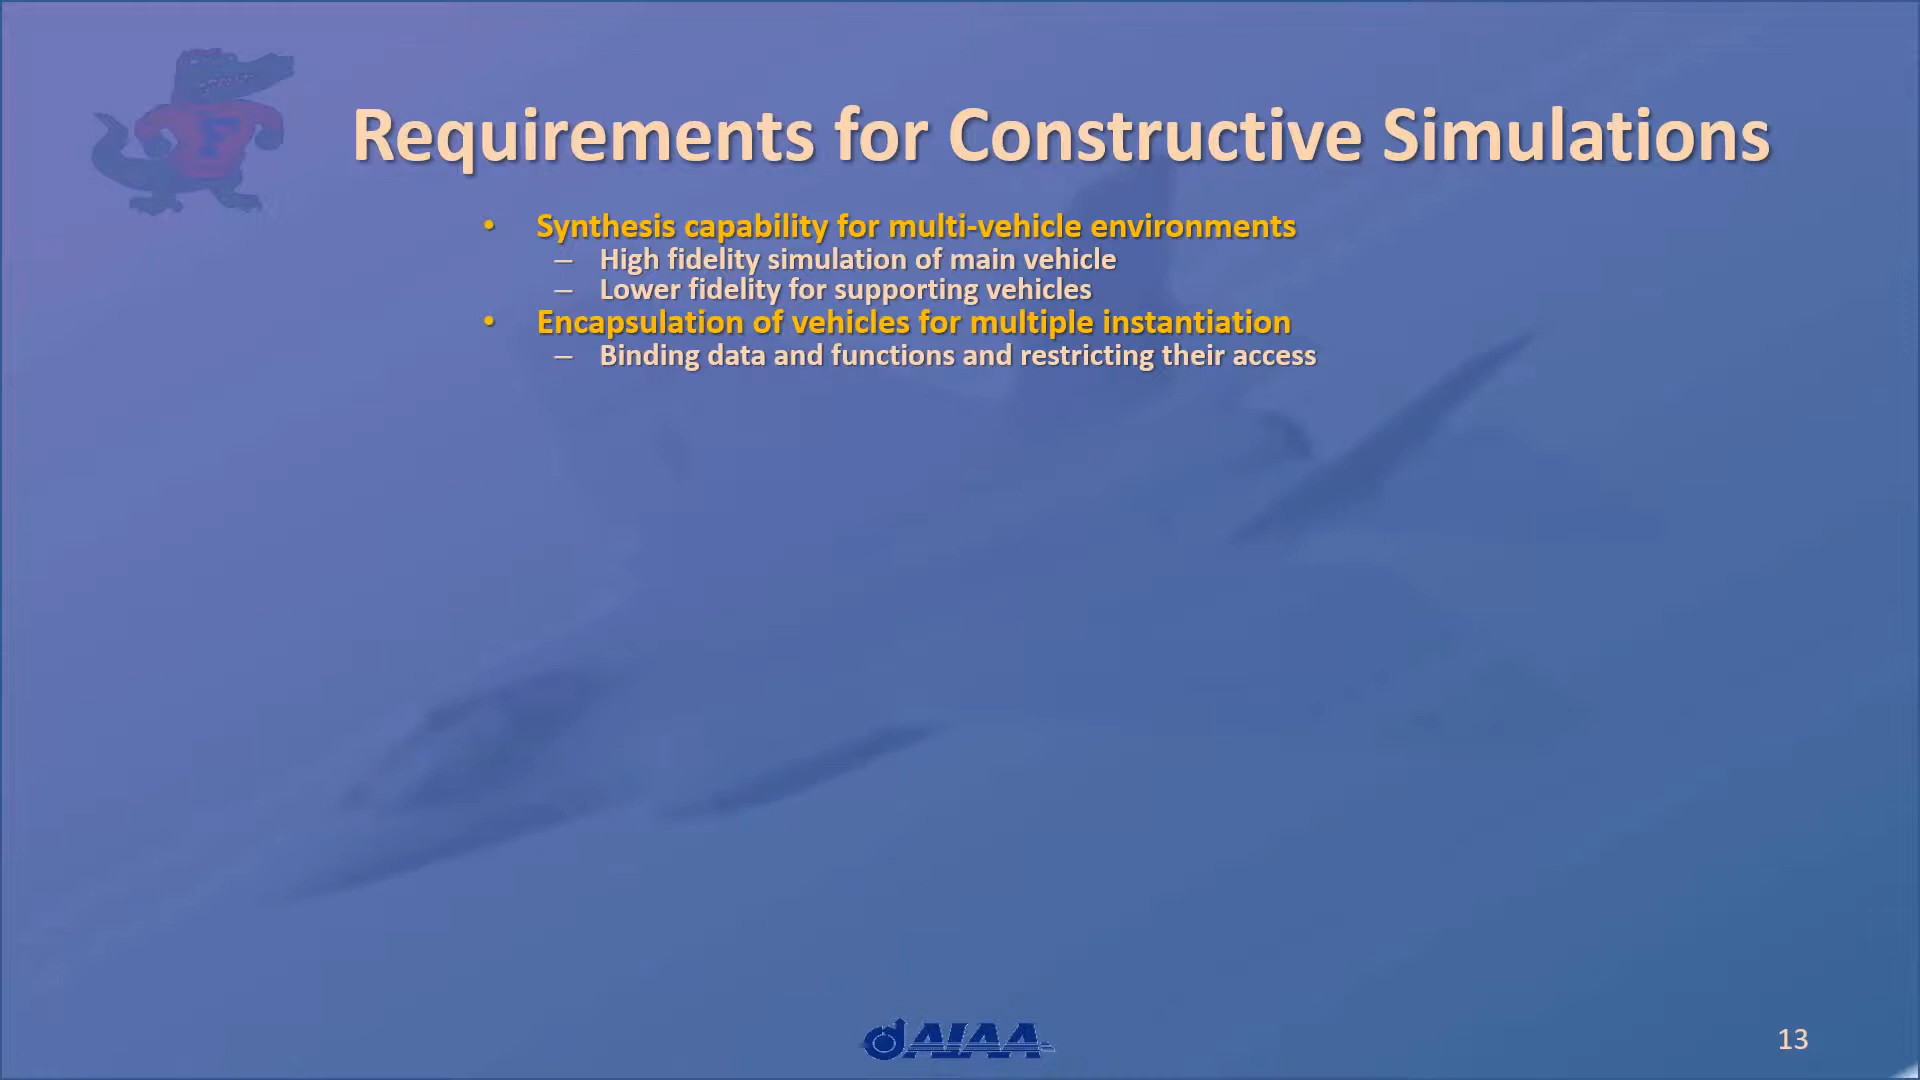 Requirements for Constructive Simulations
• Synthesis capability for multi-vehicle environments
– High fidelity simulation of main vehicle
– Lower fidelity for supporting vehicles
• Encapsulation of vehicles for multiple instantiation
– Binding data and functions and restricting their access
F
AIAA
13